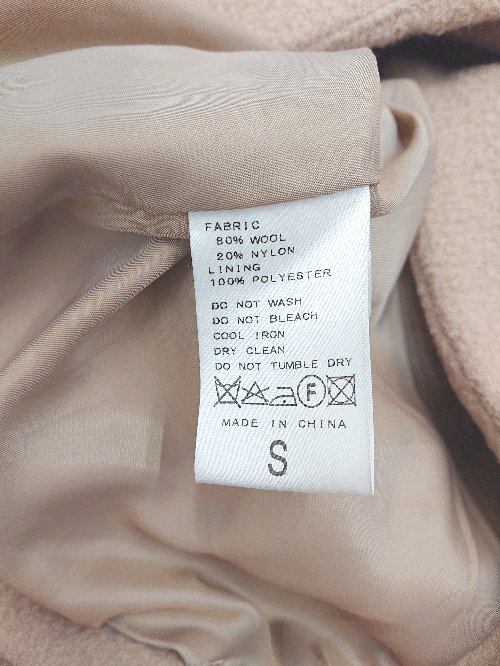 FABRIC
80% WOOL
20% NYLON
LINING
100% POLYESTER
DO NOT WASH
DO NOT BLEACH
COOL IRON
DRY CLEAN
DO NOT TUMBLE DRY
F
MADE IN CHINA
S